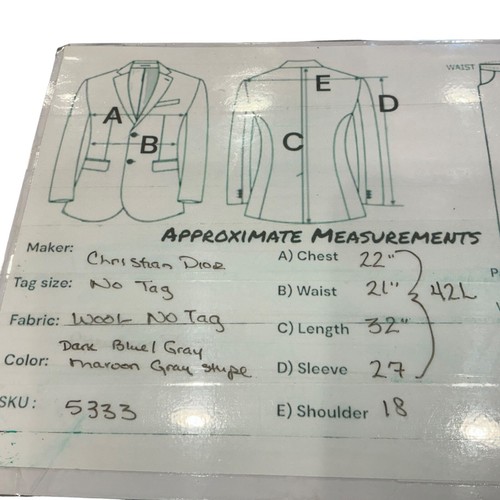 WAIST
A
B
E
D
C
APPROXIMATE MEASUREMENTS
Maker: Christian Dior
Tag size: No Tag
Fabric: WOOL No Tag
Color: Dark Blue/Gray
maroon Gray stripe
SKU: 5333
A) Chest 22"
B) Waist 21"
C) Length 32"
D) Sleeve 27
E) Shoulder 18
42L
P